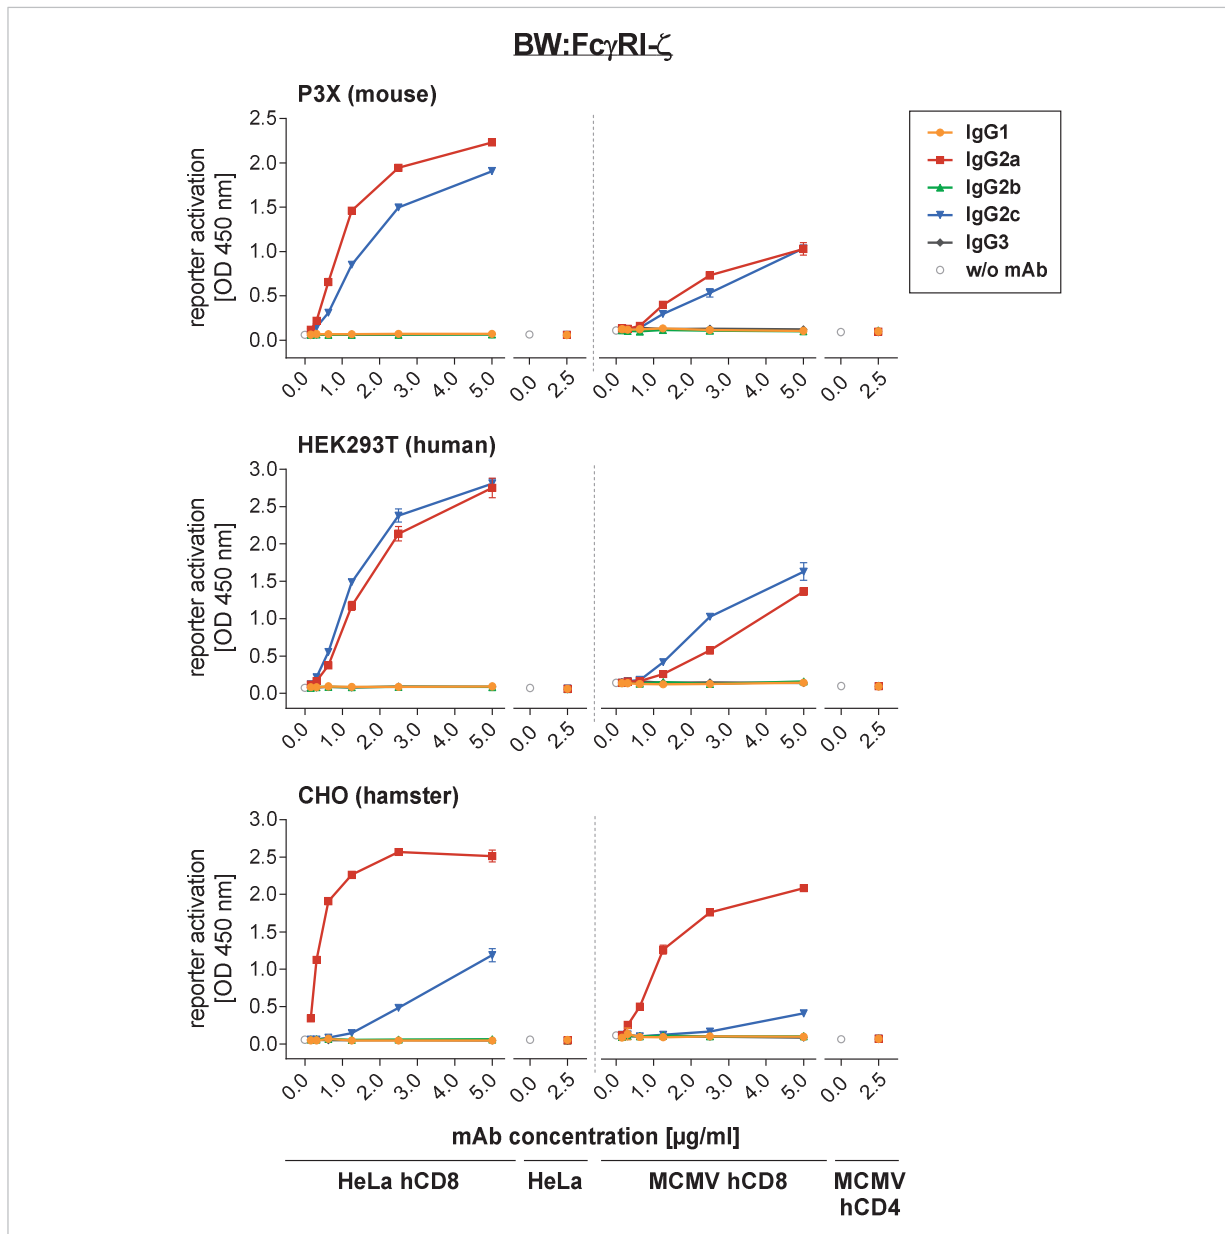 BW:FcγRI-ζ
P3X (mouse)
reporter activation
[OD 450 nm]
2.5
2.0
1.5
1.0
0.5
0.0
0.0 1.0 2.0 3.0 4.0 5.0 0.0 2.5 0.0 1.0 2.0 3.0 4.0 5.0 0.0 2.5
IgG1
IgG2a
IgG2b
IgG2c
IgG3
w/o mAb
HEK293T (human)
reporter activation
[OD 450 nm]
3.0
2.5
2.0
1.5
1.0
0.5
0.0
0.0 1.0 2.0 3.0 4.0 5.0 0.0 2.5 0.0 1.0 2.0 3.0 4.0 5.0 0.0 2.5
CHO (hamster)
reporter activation
[OD 450 nm]
3.0
2.5
2.0
1.5
1.0
0.5
0.0
0.0 1.0 2.0 3.0 4.0 5.0 0.0 2.5 0.0 1.0 2.0 3.0 4.0 5.0 0.0 2.5
mAb concentration [µg/ml]
HeLa hCD8 HeLa MCMV hCD8 MCMV
hCD4